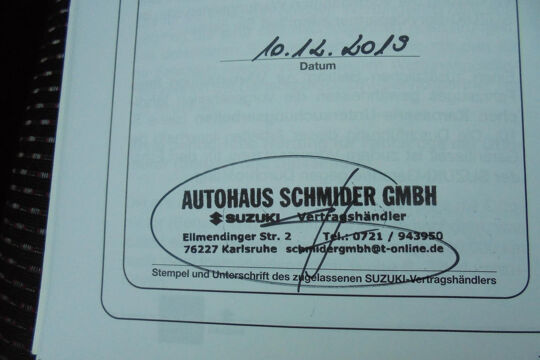 10.12.2019
Datum
AUTOHAUS SCHMIDER GMBH
SUZUKI Vertragshändler
Ellmendinger Str. 2 Tel.: 0721 / 943950
76227 Karlsruhe schmidergmbh@t-online.de
Stempel und Unterschrift des zugelassenen SUZUKI-Vertragshändlers